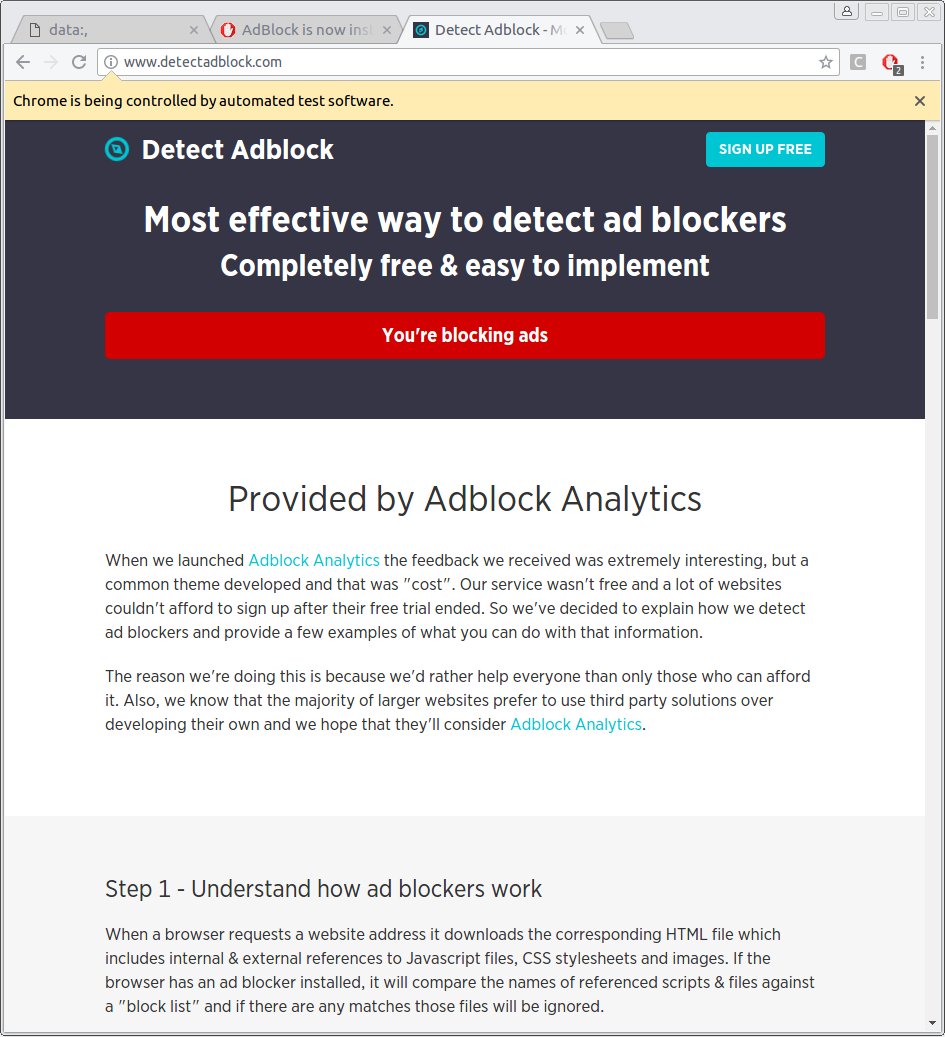 data:,
AdBlock is now inst
Detect Adblock - Mo
www.detectadblock.com
C
2
Chrome is being controlled by automated test software.
Detect Adblock
SIGN UP FREE
Most effective way to detect ad blockers
Completely free & easy to implement
You're blocking ads
Provided by Adblock Analytics
When we launched Adblock Analytics the feedback we received was extremely interesting, but a
common theme developed and that was "cost". Our service wasn't free and a lot of websites
couldn't afford to sign up after their free trial ended. So we've decided to explain how we detect
ad blockers and provide a few examples of what you can do with that information.
The reason we're doing this is because we'd rather help everyone than only those who can afford
it. Also, we know that the majority of larger websites prefer to use third party solutions over
developing their own and we hope that they'll consider Adblock Analytics.
Step 1 - Understand how ad blockers work
When a browser requests a website address it downloads the corresponding HTML file which
includes internal & external references to Javascript files, CSS stylesheets and images. If the
browser has an ad blocker installed, it will compare the names of referenced scripts & files against
a "block list" and if there are any matches those files will be ignored.